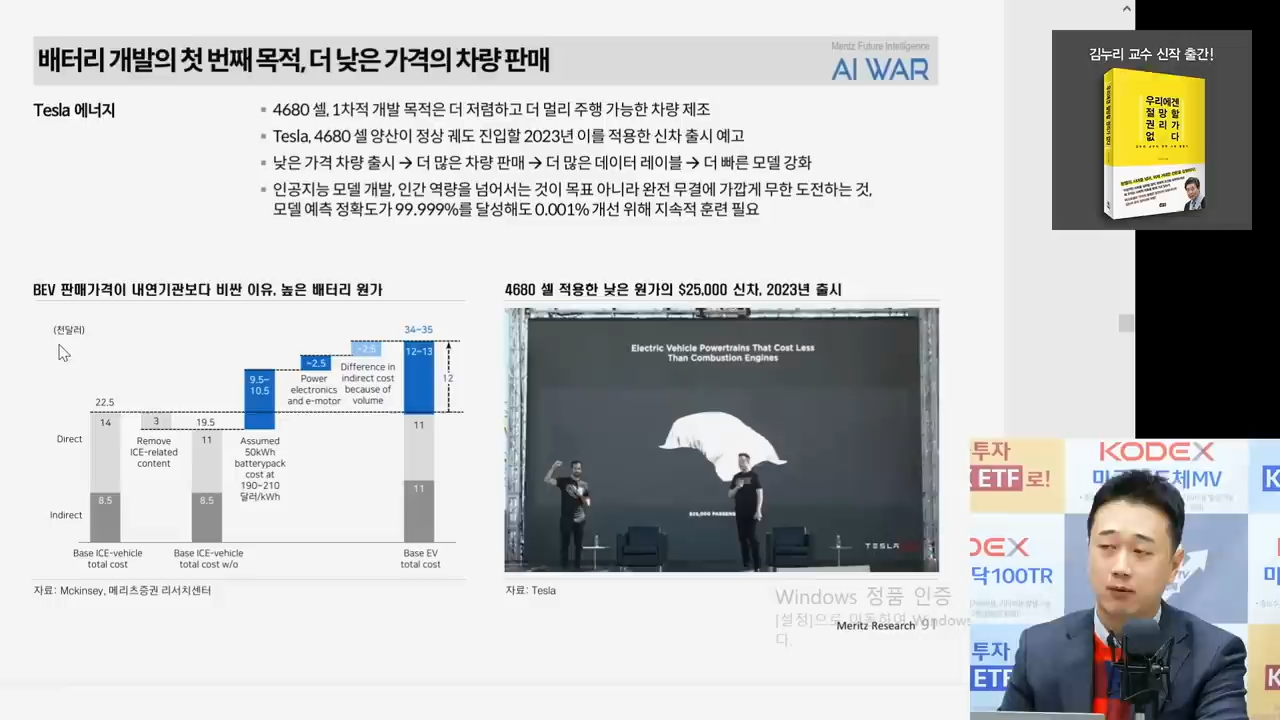 배터리 개발의 첫 번째 목적, 더 낮은 가격의 차량 판매
Meritz Future Intelligence
AI WAR
Tesla 에너지
▪ 4680 셀, 1차적 개발 목적은 더 저렴하고 더 멀리 주행 가능한 차량 제조
▪ Tesla, 4680 셀 양산이 정상 궤도 진입할 2023년 이를 적용한 신차 출시 예고
▪ 낮은 가격 차량 출시 → 더 많은 차량 판매 → 더 많은 데이터 레이블 → 더 빠른 모델 강화
▪ 인공지능 모델 개발, 인간 역량을 넘어서는 것이 목표 아니라 완전 무결에 가깝게 무한 도전하는 것,
모델 예측 정확도가 99.999%를 달성해도 0.001% 개선 위해 지속적 훈련 필요
BEV 판매가격이 내연기관보다 비싼 이유, 높은 배터리 원가
(천달러)
34~35
12~13
~2.5
~2.5
9.5~
10.5
Power
electronics
and e-motor
Difference in
indirect cost
because of
volume
12
22.5
14
3
19.5
11
11
Direct
Remove
ICE-related
content
Assumed
50kWh
batterypack
cost at
190~210
달러/kWh
8.5
8.5
11
Indirect
Base ICE-vehicle
total cost
Base ICE-vehicle
total cost w/o
Base EV
total cost
자료: Mckinsey, 메리츠증권 리서치센터
4680 셀 적용한 낮은 원가의 $25,000 신차, 2023년 출시
Electric Vehicle Powertrains That Cost Less
Than Combustion Engines
$25,000 PASSEN
TESLA
자료: Tesla
Windows 정품 인증
[설정]으로 이동하여 Windows
다.
Meritz Research 91
김누리 교수 신작 출간!
우리에겐
절망할
권리가
없다
투자
ETF로!
KODEX
미국반도체MV
DEX
닥100TR
투자
ETF